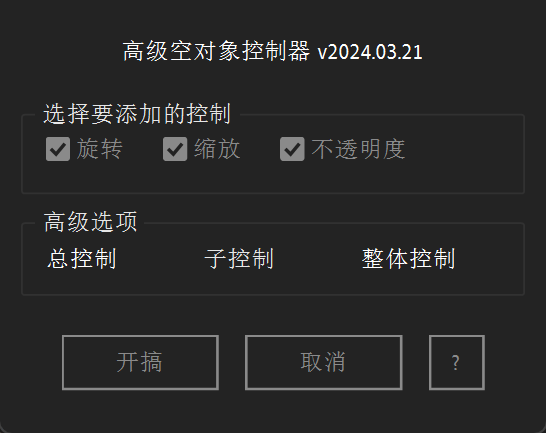 高级空对象控制器 v2024.03.21
选择要添加的控制
旋转 缩放 不透明度
高级选项
总控制 子控制 整体控制
开搞 取消 ?